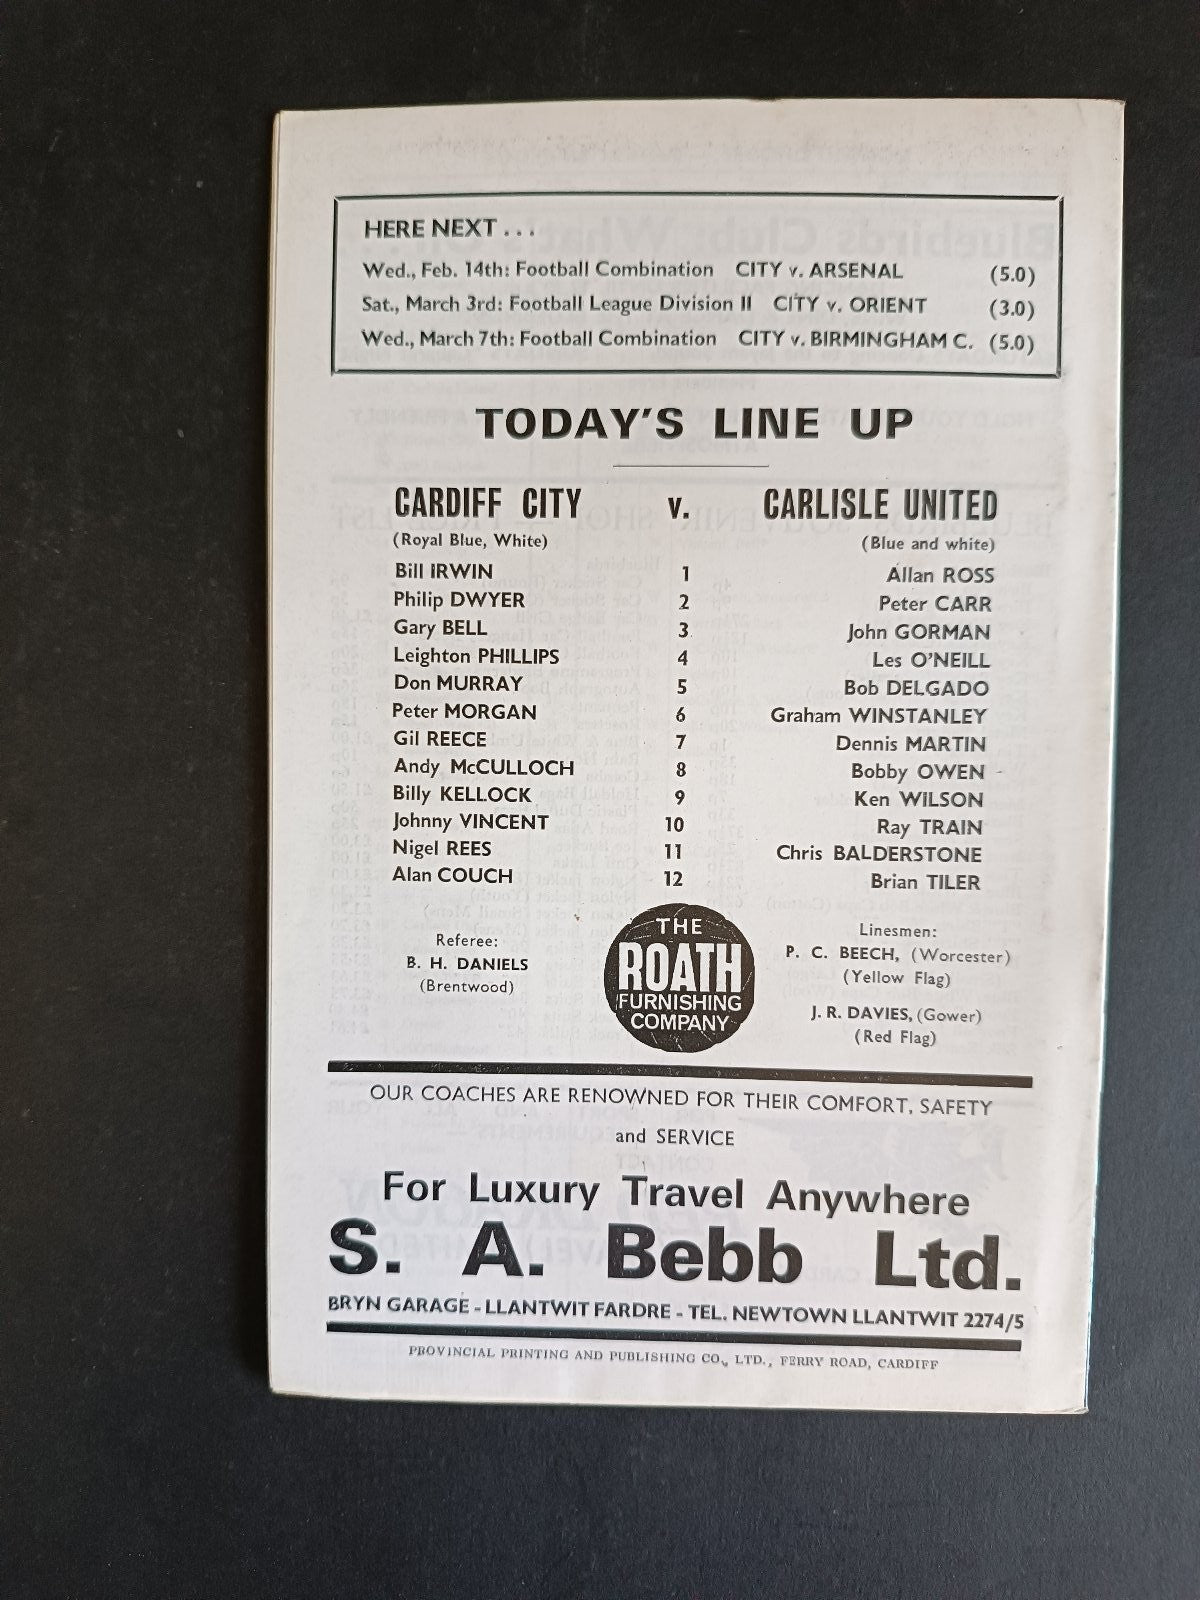 HERE NEXT . . .
Wed., Feb. 14th: Football Combination CITY v. ARSENAL (5.0)
Sat., March 3rd: Football League Division II CITY v. ORIENT (3.0)
Wed., March 7th: Football Combination CITY v. BIRMINGHAM C. (5.0)
TODAY'S LINE UP
CARDIFF CITY v. CARLISLE UNITED
(Royal Blue, White) (Blue and white)
Bill IRWIN 1 Allan ROSS
Philip DWYER 2 Peter CARR
Gary BELL 3 John GORMAN
Leighton PHILLIPS 4 Les O'NEILL
Don MURRAY 5 Bob DELGADO
Peter MORGAN 6 Graham WINSTANLEY
Gil REECE 7 Dennis MARTIN
Andy McCULLOCH 8 Bobby OWEN
Billy KELLOCK 9 Ken WILSON
Johnny VINCENT 10 Ray TRAIN
Nigel REES 11 Chris BALDERSTONE
Alan COUCH 12 Brian TILER
Referee:
B. H. DANIELS
(Brentwood)
THE
ROATH
FURNISHING
COMPANY
Linesmen:
P. C. BEECH, (Worcester)
(Yellow Flag)
J. R. DAVIES, (Gower)
(Red Flag)
OUR COACHES ARE RENOWNED FOR THEIR COMFORT, SAFETY
and SERVICE
For Luxury Travel Anywhere
S. A. Bebb Ltd.
BRYN GARAGE - LLANTWIT FARDRE - TEL. NEWTOWN LLANTWIT 2274/5
PROVINCIAL PRINTING AND PUBLISHING CO., LTD., FERRY ROAD, CARDIFF